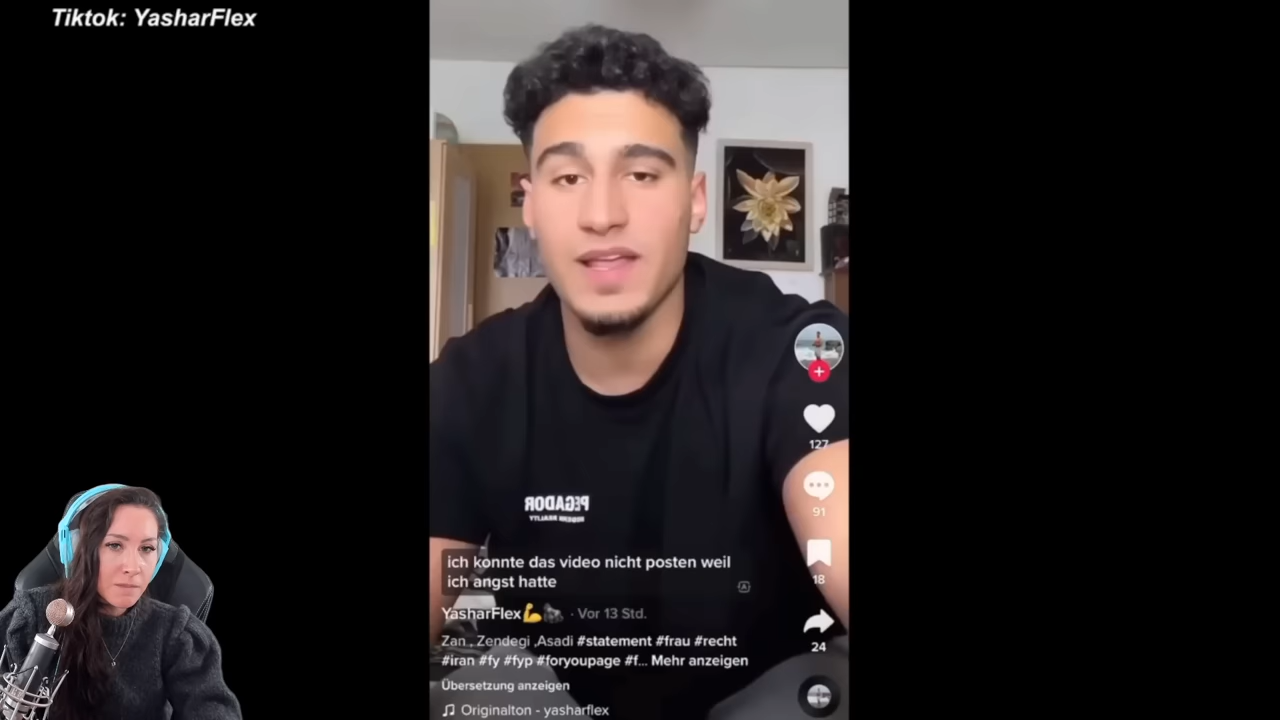 Tiktok: YasharFlex
PEGADOR
127
91
ich konnte das video nicht posten weil
ich angst hatte
18
YasharFlex💪🦍 · Vor 13 Std.
Zan , Zendegi ,Asadi #statement #frau #recht
24
#iran #fy #fyp #foryoupage #f... Mehr anzeigen
Übersetzung anzeigen
Originalton - yasharflex